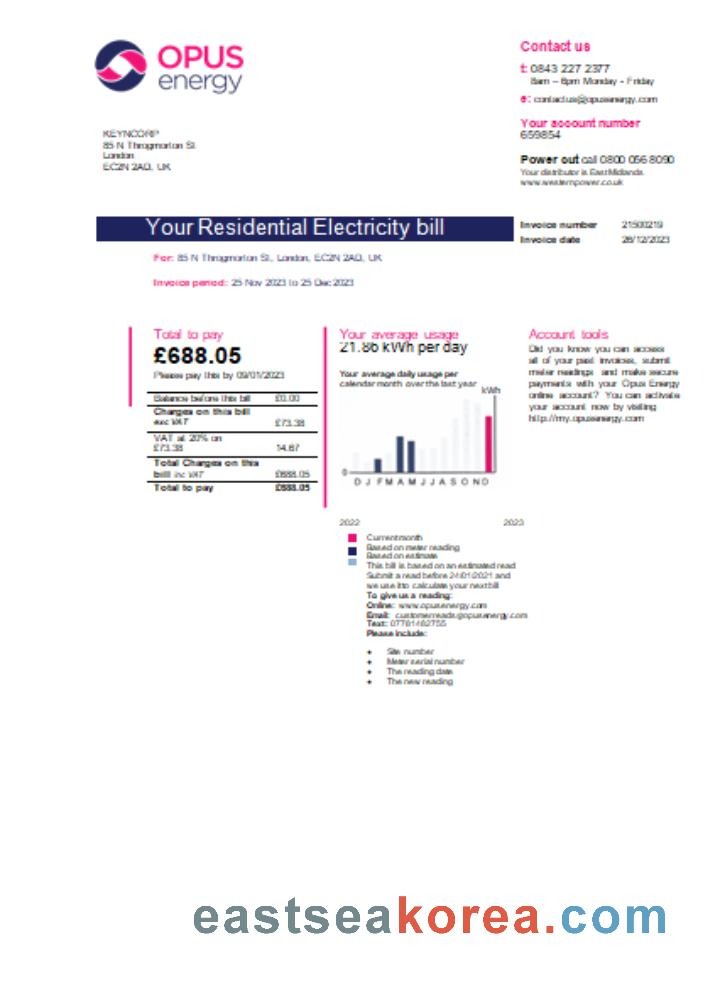 OPUS
energy
Contact us
t: 0843 227 2377
8am – 6pm Monday - Friday
e: contactus@opusenergy.com
Your account number
659854
KEYNCORP
85 N Throgmorton St.
London
EC2N 2AD, UK
Power out call 0800 056 8090
Your distributor is East Midlands
www.westernpower.co.uk
Your Residential Electricity bill
Invoice number 21500219
Invoice date 26/12/2023
For: 85 N Throgmorton St., London, EC2N 2AD, UK
Invoice period: 25 Nov 2023 to 25 Dec 2023
Total to pay
£688.05
Please pay this by 09/01/2023
Balance before this bill £0.00
Charges on this bill
exc VAT £73.38
VAT at 20% on
£73.38 14.67
Total Charges on this
bill inc VAT £688.05
Total to pay £688.05
Your average usage
21.86 kWh per day
Your average daily usage per
calendar month over the last year
kWh
0
D J F M A M J J A S O N D
2022 2023
Current month
Based on meter reading
Based on estimate
This bill is based on an estimated read
Submit a read before 24/01/2021 and
we use it to calculate your next bill
To give us a reading:
Online: www.opusenergy.com
Email: customerreads@opusenergy.com
Text: 07781482755
Please include:
• Site number
• Meter serial number
• The reading date
• The new reading
Account tools
Did you know you can access
all of your past invoices, submit
meter readings and make secure
payments with your Opus Energy
online account? You can activate
your account now by visiting
http://my.opusenergy.com
eastseakorea.com